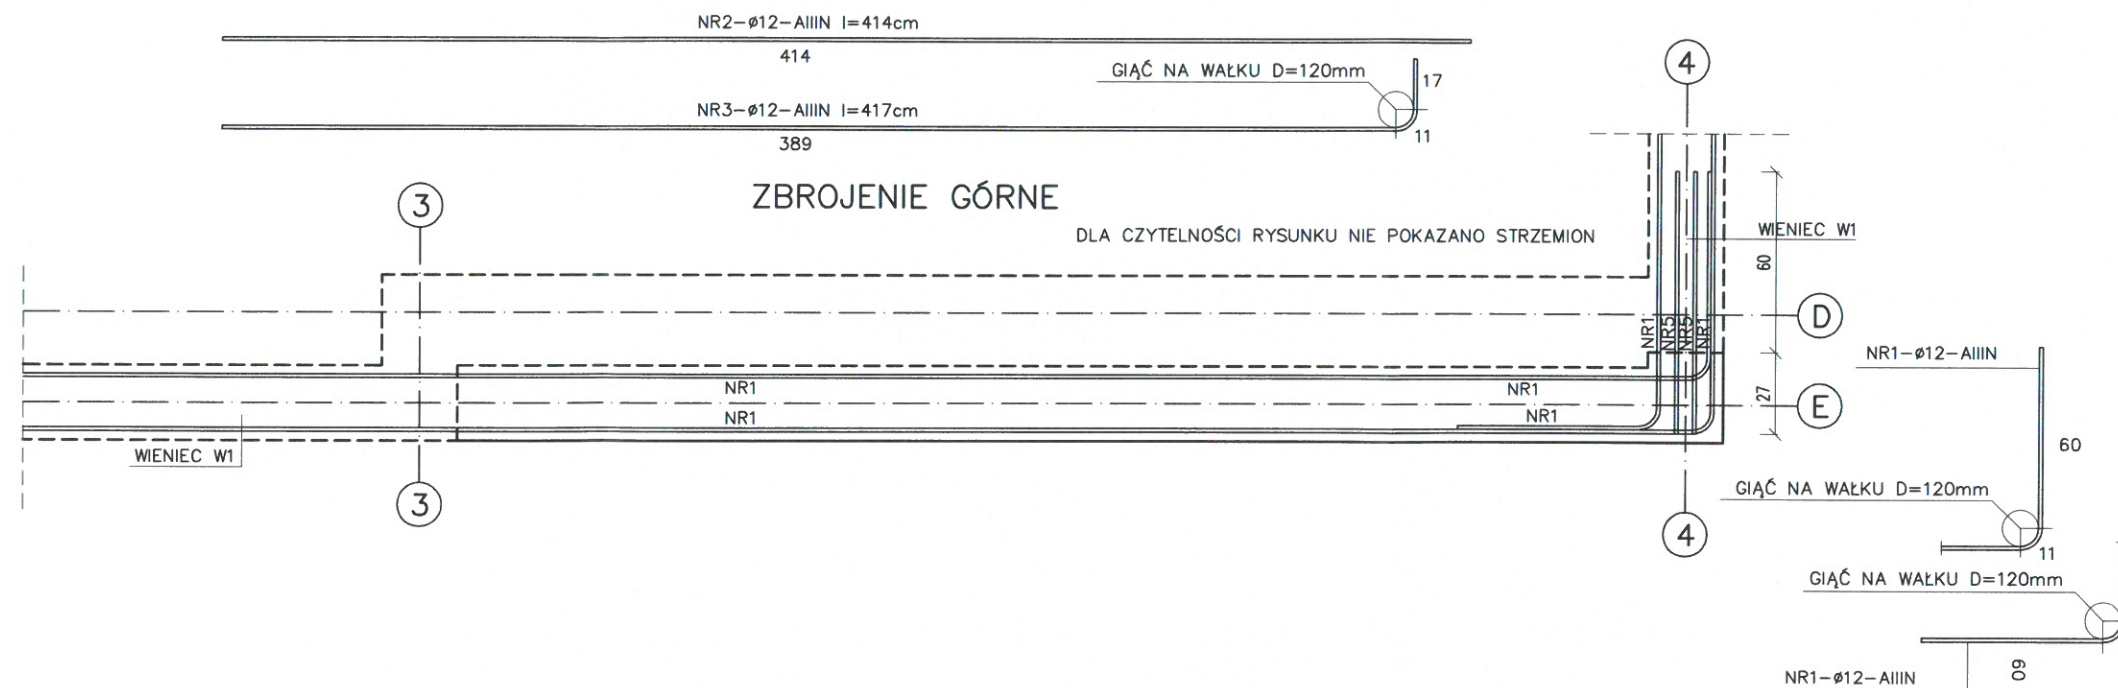 NR2-ø12-AIIIN l=414cm
414
GIĄĆ NA WAŁKU D=120mm
17
NR3-ø12-AIIIN l=417cm
11
389
4
3
ZBROJENIE GÓRNE
DLA CZYTELNOŚCI RYSUNKU NIE POKAZANO STRZEMION
WIENIEC W1
60
D
NR1
NR5
NR5
NR1
NR1-ø12-AIIIN
NR1
NR1
27
E
NR1
NR1
WIENIEC W1
60
3
GIĄĆ NA WAŁKU D=120mm
4
11
GIĄĆ NA WAŁKU D=120mm
60
NR1-ø12-AIIIN